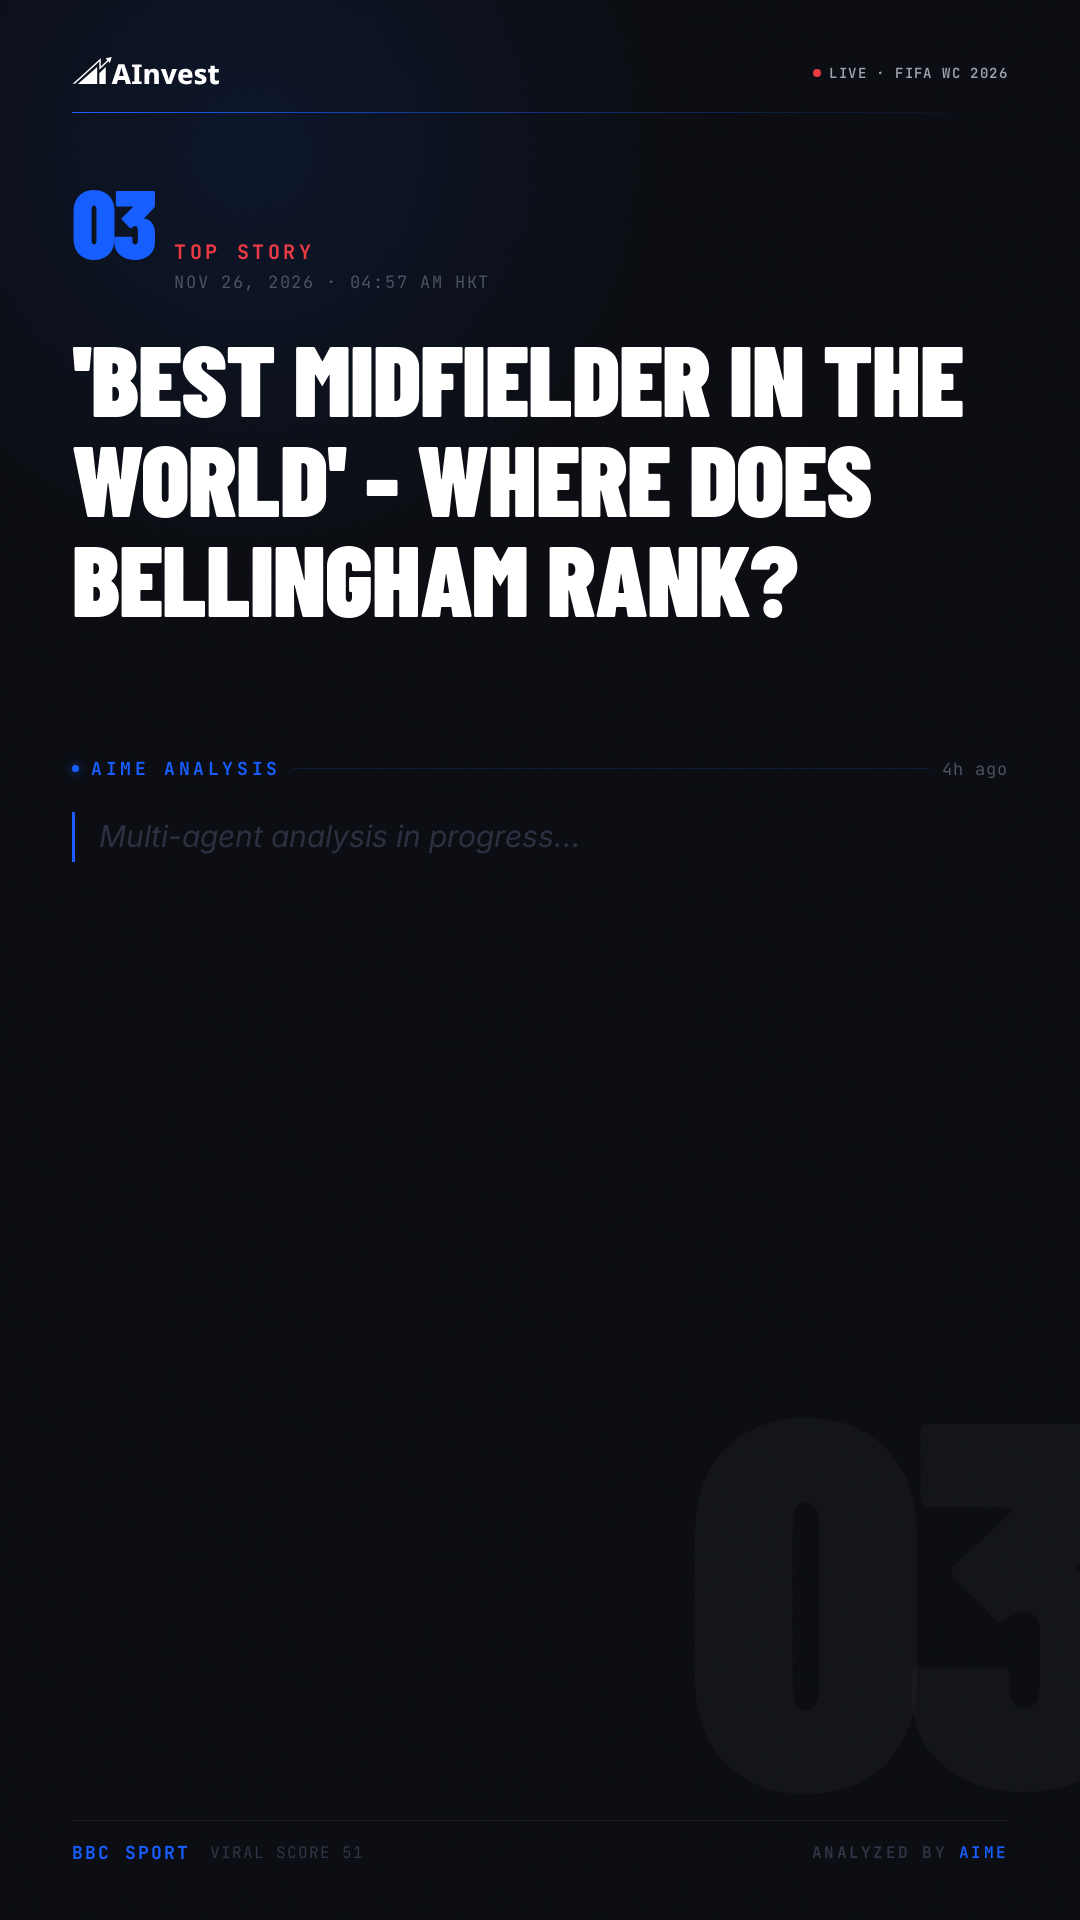 AInvest
LIVE · FIFA WC 2026
03
TOP STORY
NOV 26, 2026 · 04:57 AM HKT
'BEST MIDFIELDER IN THE
WORLD' - WHERE DOES
BELLINGHAM RANK?
AIME ANALYSIS
4h ago
Multi-agent analysis in progress...
03
BBC SPORT VIRAL SCORE 51
ANALYZED BY AIME